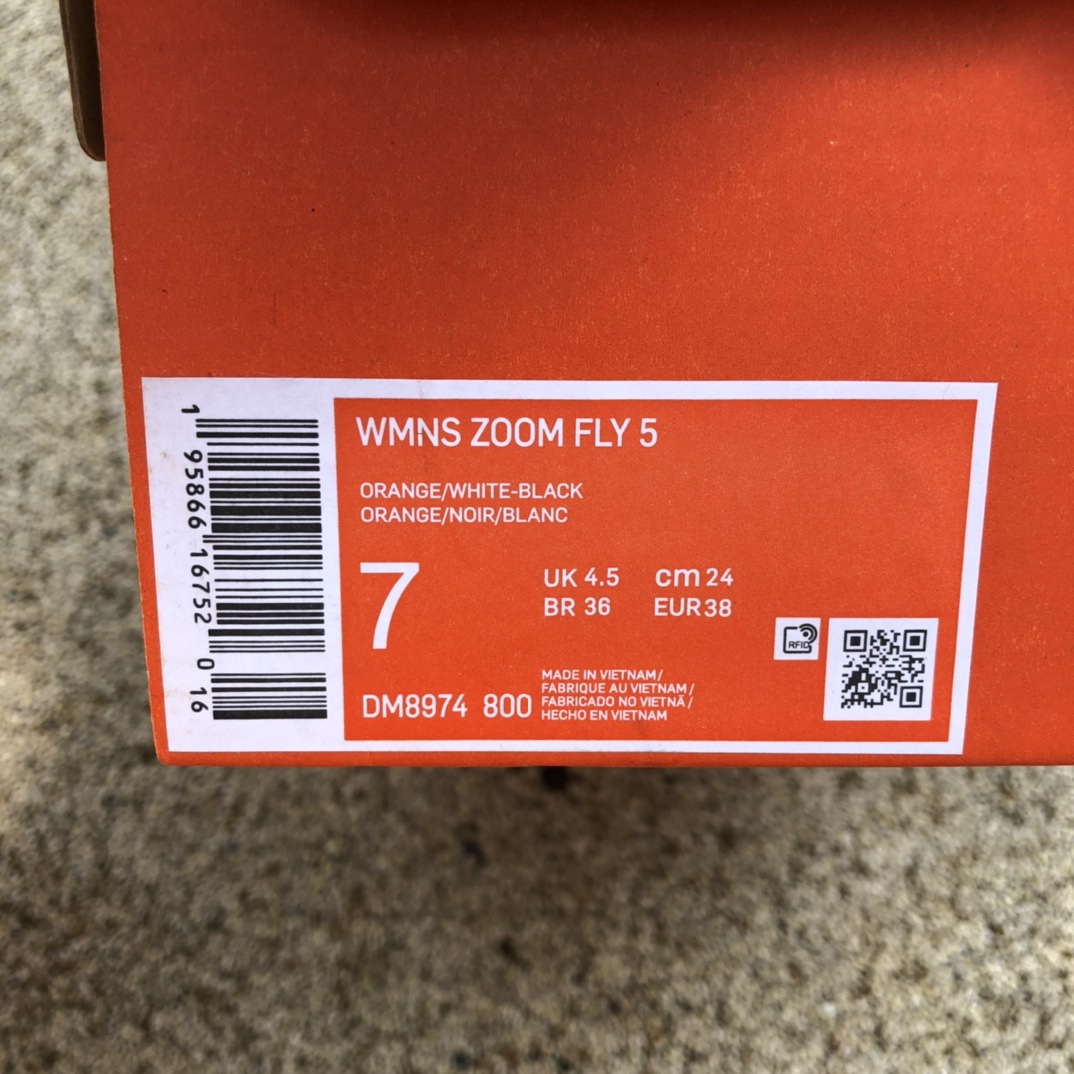 WMNS ZOOM FLY 5
ORANGE/WHITE-BLACK
ORANGE/NOIR/BLANC
7
UK 4.5 cm 24
BR 36 EUR 38
RFID
DM8974 800
MADE IN VIETNAM/
FABRIQUE AU VIETNAM/
FABRICADO NO VIETNÃ/
HECHO EN VIETNAM
1 95866 16752 0 16